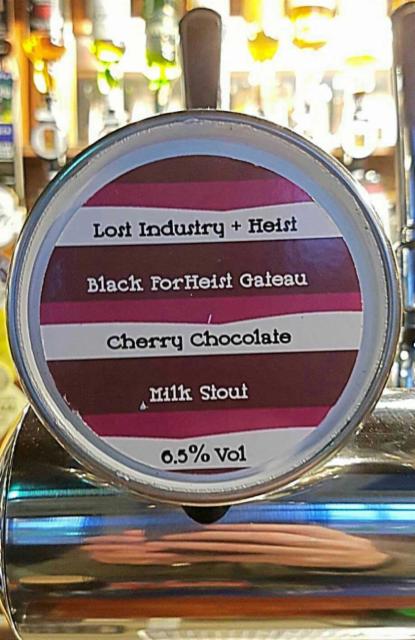 Lost Industry + Heist
Black ForHeist Gateau
Cherry Chocolate
Milk Stout
6.5% Vol